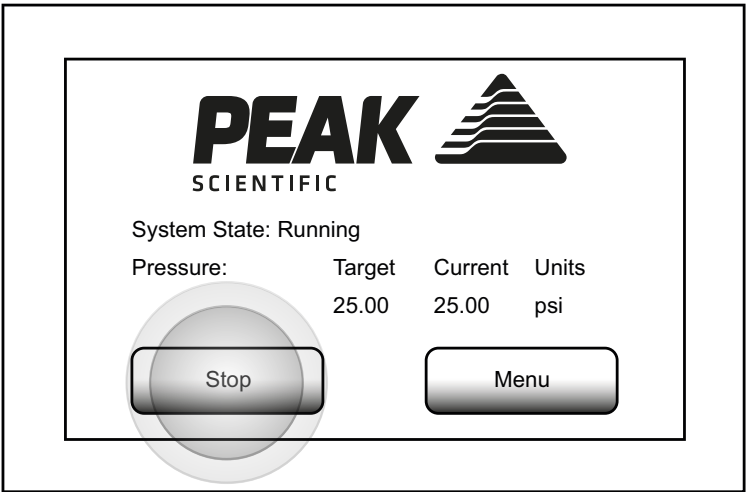 PEAK
SCIENTIFIC
System State: Running
Pressure: Target Current Units
25.00 25.00 psi
Stop Menu